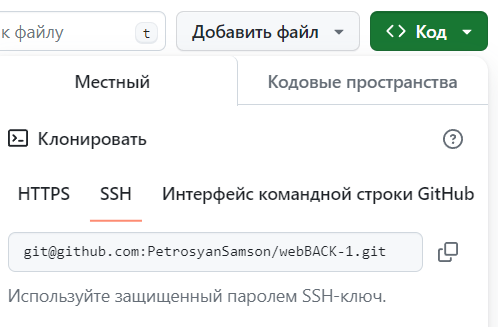 к файлу t Добавить файл Код
Местный Кодовые пространства
Клонировать
HTTPS SSH Интерфейс командной строки GitHub
git@github.com:PetrosyanSamson/webBACK-1.git
Используйте защищенный паролем SSH-ключ.